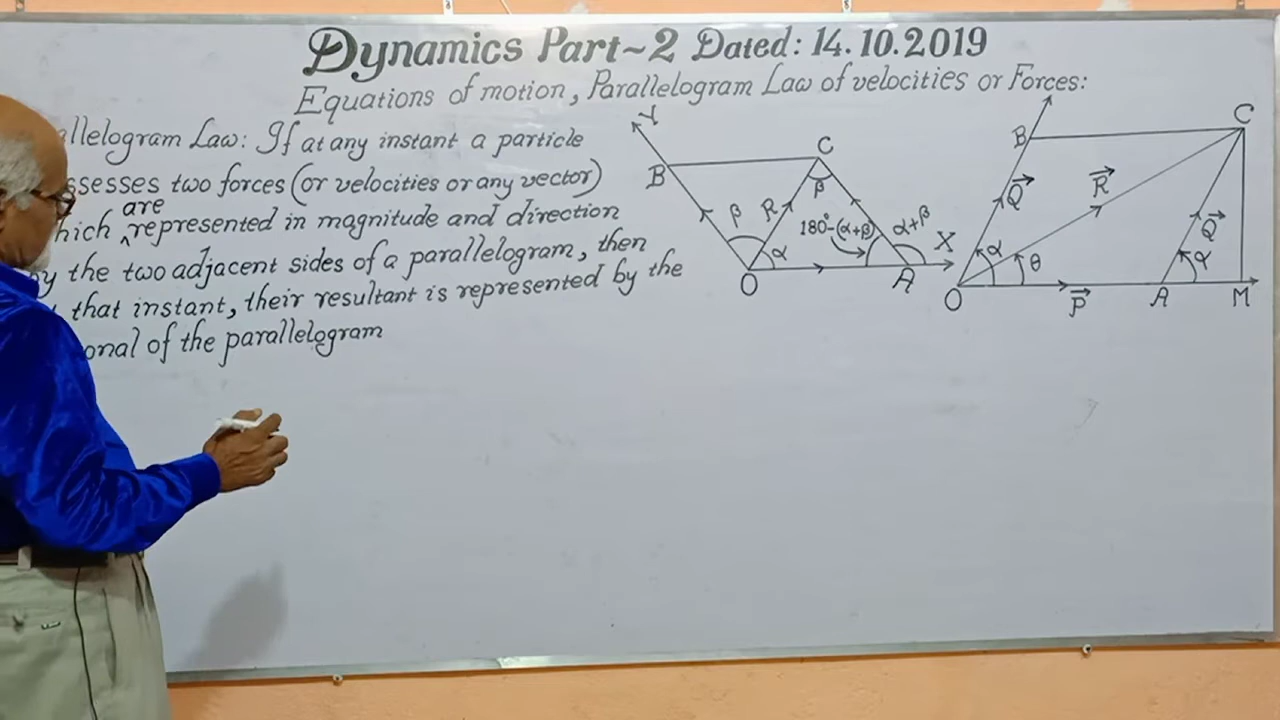 Dynamics Part~2 Dated: 14.10.2019
Equations of motion, Parallelogram Law of velocities or Forces:
allelogram Law: If at any instant a particle
ssesses two forces (or velocities or any vector)
are
hich ^represented in magnitude and direction
y the two adjacent sides of a parallelogram, then
that instant, their resultant is represented by the
onal of the parallelogram
Y
B
C
β
β
R
α
180°-(α+β)
α+β
X
O
A
B
C
Q
R
Q
α
θ
α
O
P
A
M